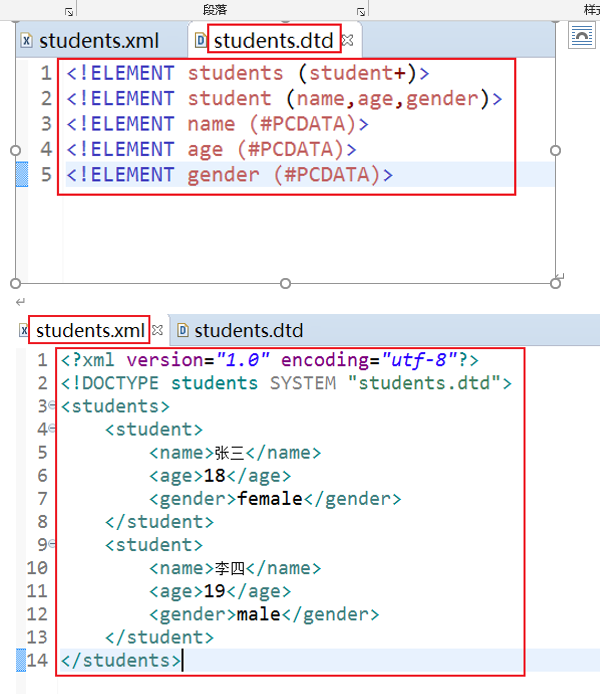 段落
样式
students.xml students.dtd
1 <!ELEMENT students (student+)>
2 <!ELEMENT student (name,age,gender)>
3 <!ELEMENT name (#PCDATA)>
4 <!ELEMENT age (#PCDATA)>
5 <!ELEMENT gender (#PCDATA)>
students.xml students.dtd
1 <?xml version="1.0" encoding="utf-8"?>
2 <!DOCTYPE students SYSTEM "students.dtd">
3 <students>
4 <student>
5 <name>张三</name>
6 <age>18</age>
7 <gender>female</gender>
8 </student>
9 <student>
10 <name>李四</name>
11 <age>19</age>
12 <gender>male</gender>
13 </student>
14 </students>